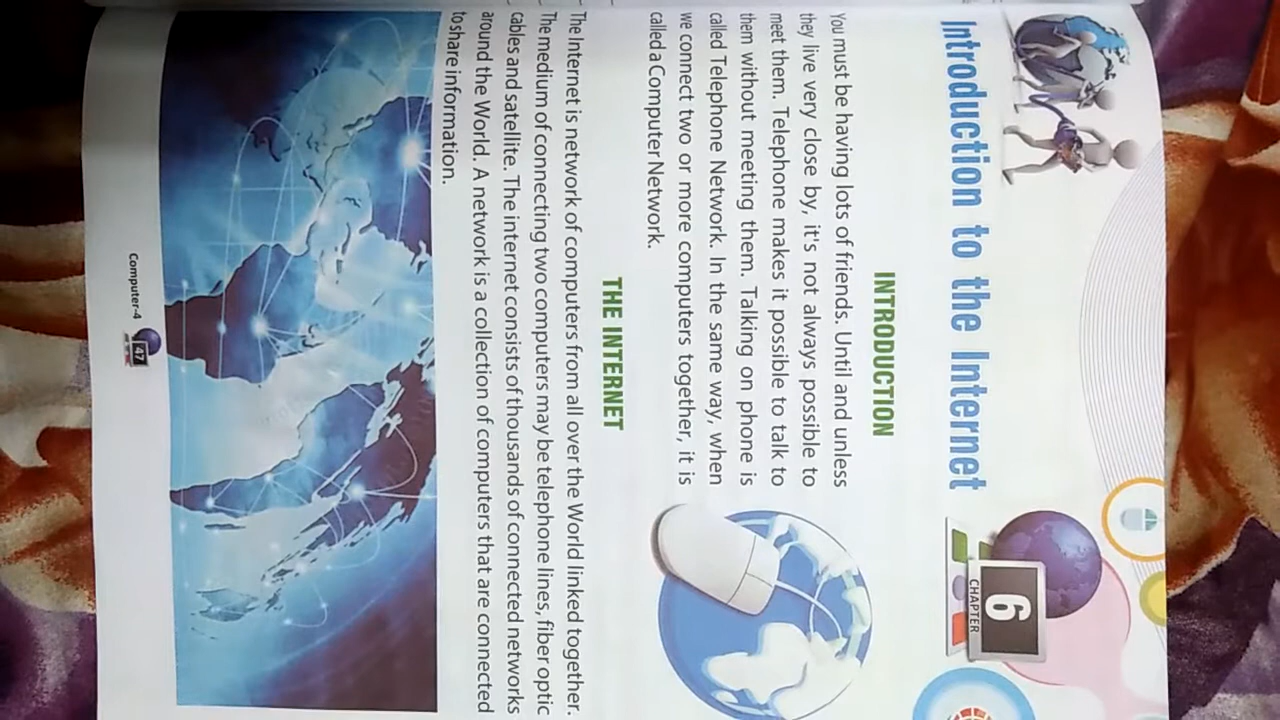 Introduction to the Internet
6
CHAPTER
INTRODUCTION
You must be having lots of friends. Until and unless
they live very close by, it's not always possible to
meet them. Telephone makes it possible to talk to
them without meeting them. Talking on phone is
called Telephone Network. In the same way, when
we connect two or more computers together, it is
called a Computer Network.
THE INTERNET
The Internet is network of computers from all over the World linked together.
The medium of connecting two computers may be telephone lines, fiber optic
cables and satellite. The internet consists of thousands of connected networks
around the World. A network is a collection of computers that are connected
to share information.
Computer-4
47